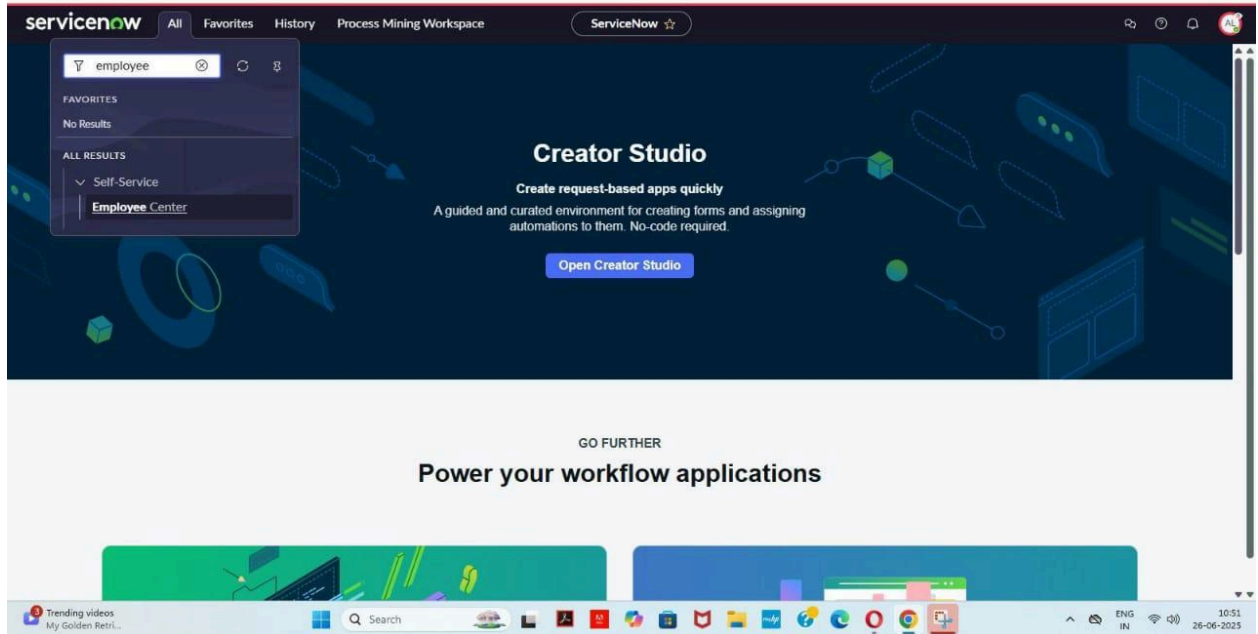 servicenow All Favorites History Process Mining Workspace ServiceNow AL
employee
FAVORITES
No Results
ALL RESULTS
Self-Service
Employee Center
Creator Studio
Create request-based apps quickly
A guided and curated environment for creating forms and assigning
automations to them. No-code required.
Open Creator Studio
GO FURTHER
Power your workflow applications
3
Trending videos
My Golden Retri...
Search
ENG
IN
10:51
26-06-2025